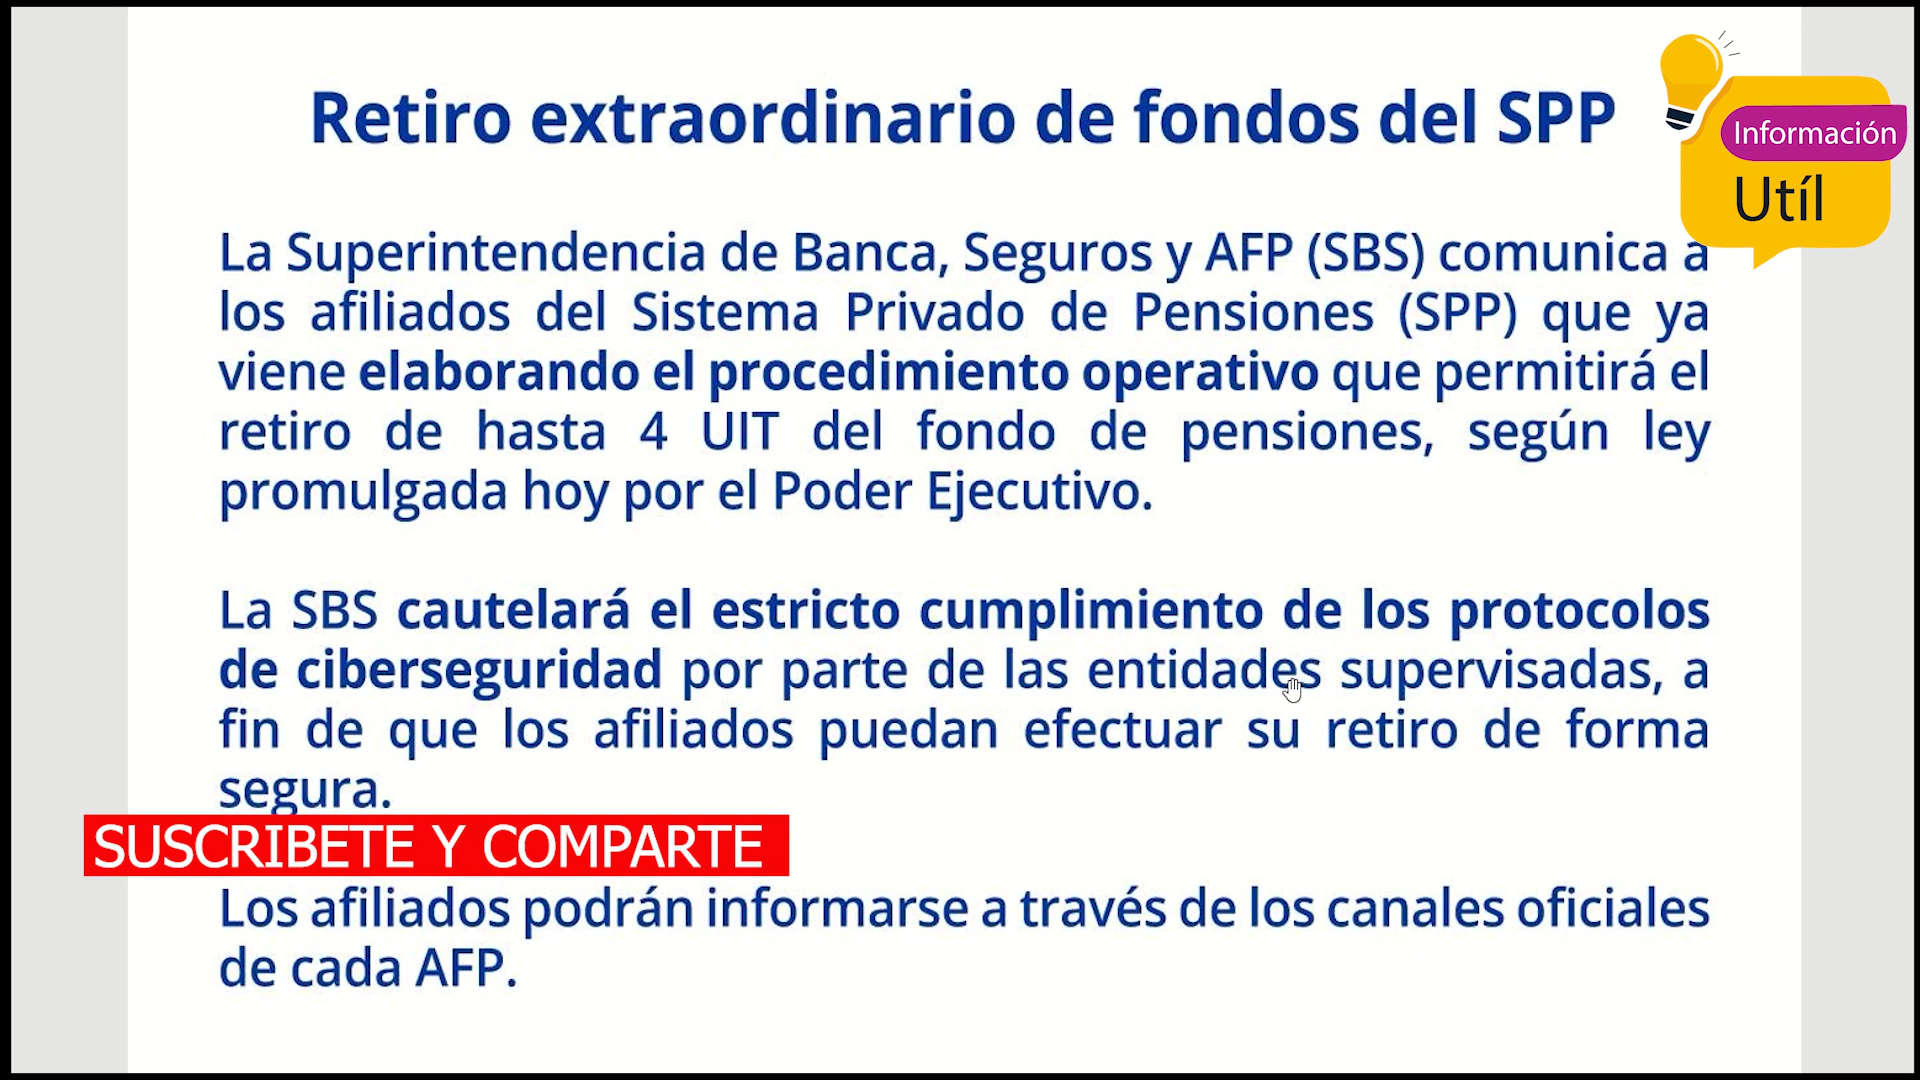 Retiro extraordinario de fondos del SPP
Información
Utíl
La Superintendencia de Banca, Seguros y AFP (SBS) comunica a
los afiliados del Sistema Privado de Pensiones (SPP) que ya
viene elaborando el procedimiento operativo que permitirá el
retiro de hasta 4 UIT del fondo de pensiones, según ley
promulgada hoy por el Poder Ejecutivo.
La SBS cautelará el estricto cumplimiento de los protocolos
de ciberseguridad por parte de las entidades supervisadas, a
fin de que los afiliados puedan efectuar su retiro de forma
segura.
SUSCRIBETE Y COMPARTE
Los afiliados podrán informarse a través de los canales oficiales
de cada AFP.